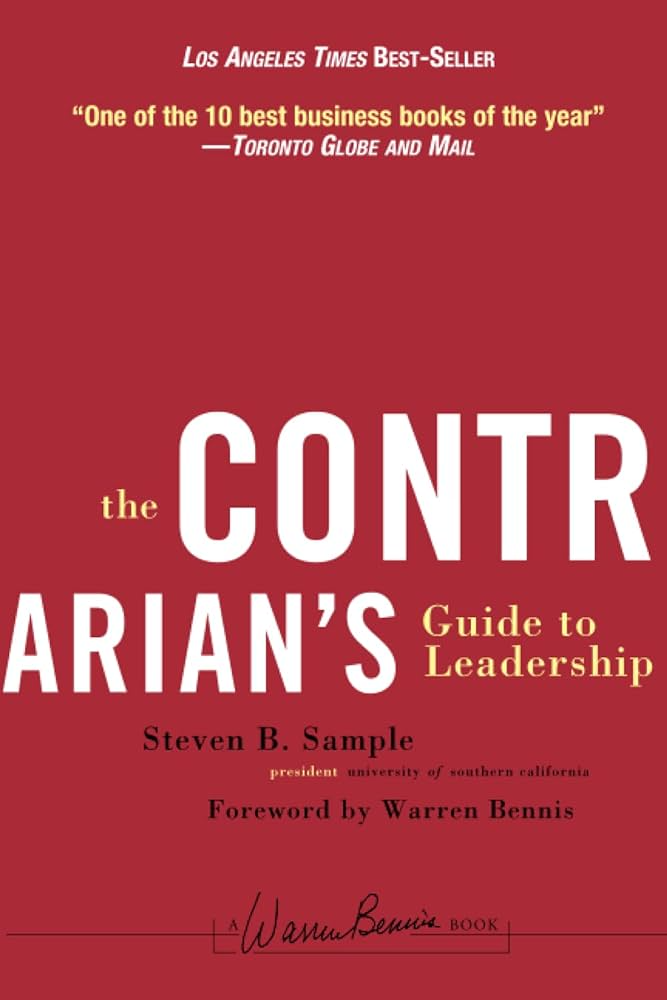 Los Angeles Times Best-Seller
“One of the 10 best business books of the year”
—Toronto Globe and Mail
the CONTR
ARIAN’S Guide to
Leadership
Steven B. Sample
president university of southern california
Foreword by Warren Bennis
A Warren Bennis BOOK